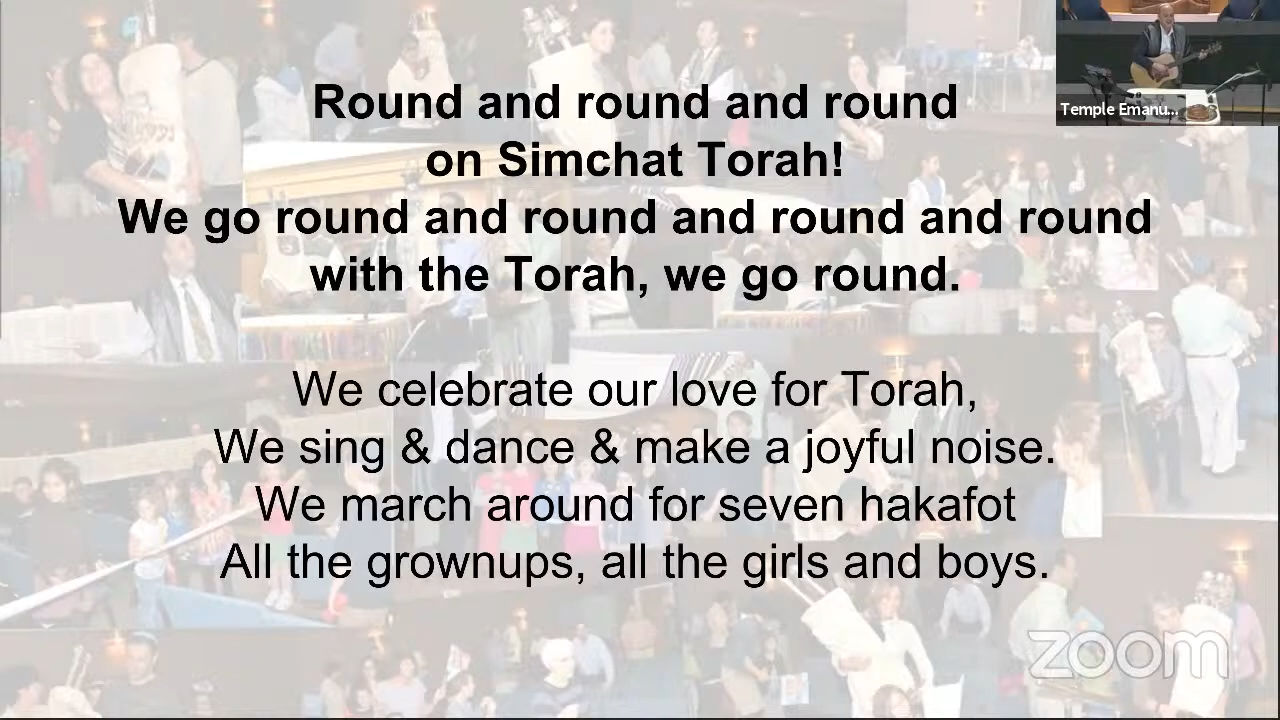 Round and round and round
on Simchat Torah!
We go round and round and round and round
with the Torah, we go round.
We celebrate our love for Torah,
We sing & dance & make a joyful noise.
We march around for seven hakafot
All the grownups, all the girls and boys.
Temple Emanu...
zoom